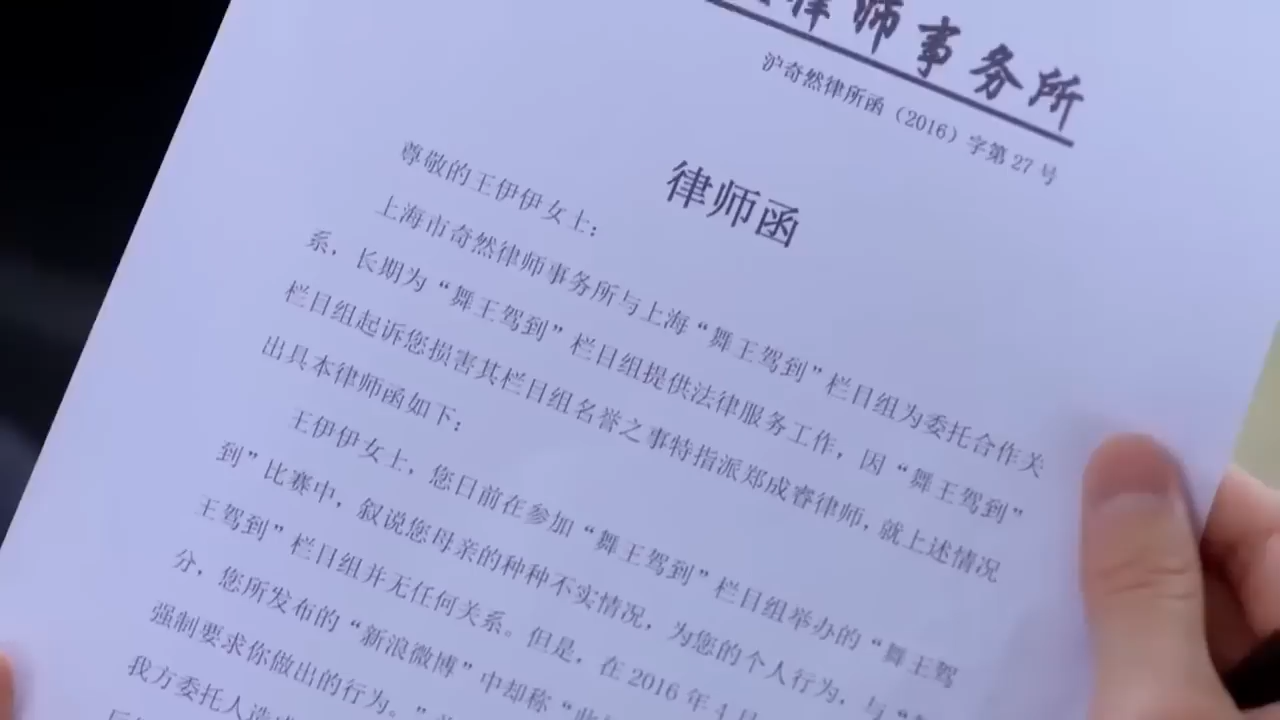 律师事务所
沪奇然律所函（2016）字第 27 号
律师函
尊敬的王伊伊女士：
上海市奇然律师事务所与上海“舞王驾到”栏目组为委托合作关
系，长期为“舞王驾到”栏目组提供法律服务工作，因“舞王驾到”
栏目组起诉您损害其栏目组名誉之事特指派郑成睿律师，就上述情况
出具本律师函如下：
王伊伊女士，您日前在参加“舞王驾到”栏目组举办的“舞王驾
到”比赛中，叙说您母亲的种种不实情况，为您的个人行为，与“
王驾到”栏目组并无任何关系。但是，在 2016 年 4 月
分，您所发布的“新浪微博”中却称“此
强制要求你做出的行为。”
我方委托人造成